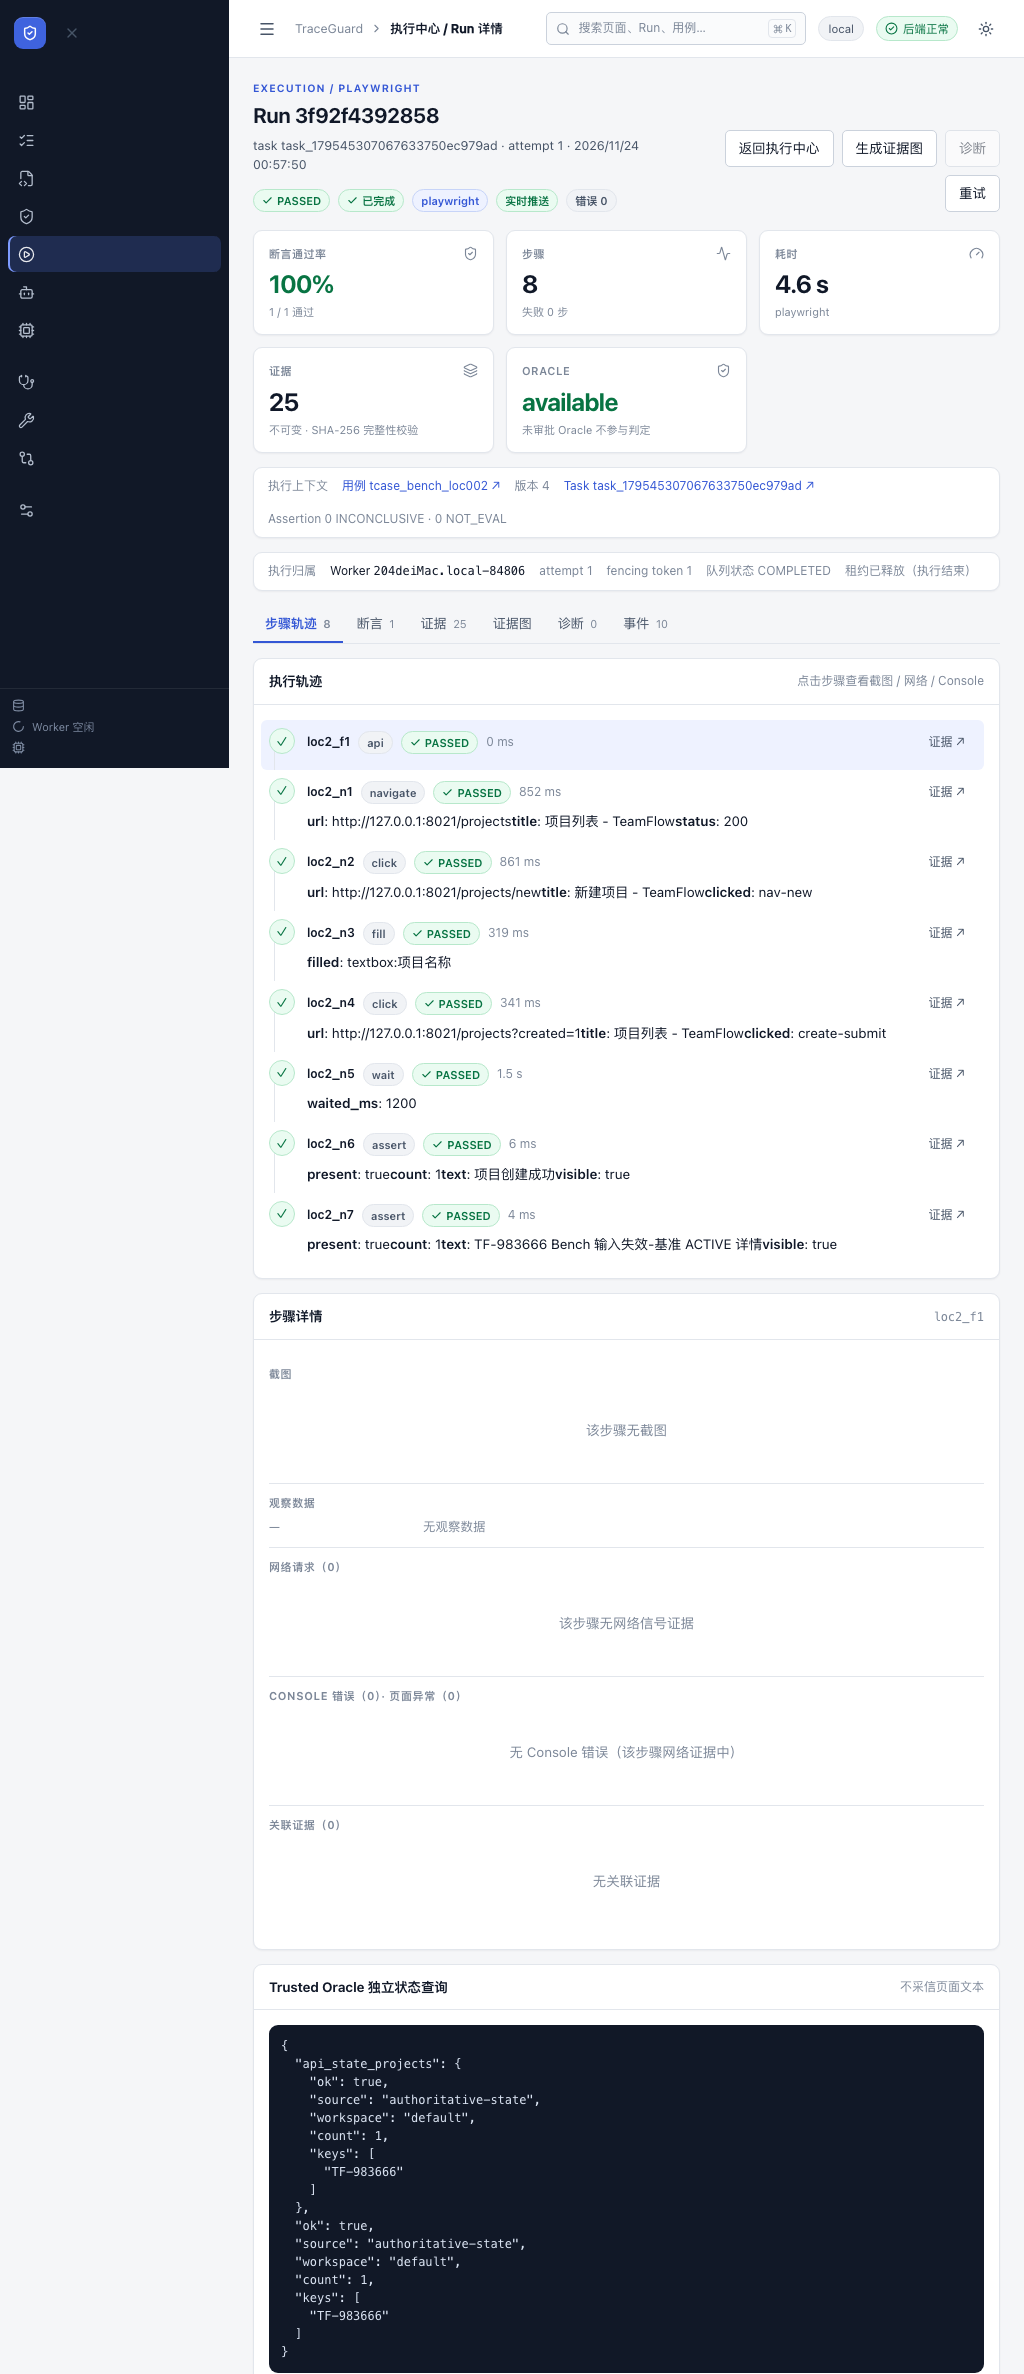 TraceGuard > 执行中心 / Run 详情
搜索页面、Run、用例...
⌘ K
local
后端正常
EXECUTION / PLAYWRIGHT
Run 3f92f4392858
task task_179545307067633750ec979ad · attempt 1 · 2026/11/24
00:57:50
返回执行中心
生成证据图
诊断
重试
PASSED
已完成
playwright
实时推送
错误 0
断言通过率
100%
1 / 1 通过
步骤
8
失败 0 步
耗时
4.6 s
playwright
证据
25
不可变 · SHA-256 完整性校验
ORACLE
available
未审批 Oracle 不参与判定
执行上下文 用例 tcase_bench_loc002 ↗ 版本 4 Task task_179545307067633750ec979ad ↗
Assertion 0 INCONCLUSIVE · 0 NOT_EVAL
执行归属 Worker 204deiMac.local-84806 attempt 1 fencing token 1 队列状态 COMPLETED 租约已释放（执行结束）
步骤轨迹 8 断言 1 证据 25 证据图 诊断 0 事件 10
执行轨迹
点击步骤查看截图 / 网络 / Console
loc2_f1 api PASSED 0 ms 证据 ↗
loc2_n1 navigate PASSED 852 ms 证据 ↗
url: http://127.0.0.1:8021/projectstitle: 项目列表 - TeamFlowstatus: 200
loc2_n2 click PASSED 861 ms 证据 ↗
url: http://127.0.0.1:8021/projects/newtitle: 新建项目 - TeamFlowclicked: nav-new
loc2_n3 fill PASSED 319 ms 证据 ↗
filled: textbox:项目名称
loc2_n4 click PASSED 341 ms 证据 ↗
url: http://127.0.0.1:8021/projects?created=1title: 项目列表 - TeamFlowclicked: create-submit
loc2_n5 wait PASSED 1.5 s 证据 ↗
waited_ms: 1200
loc2_n6 assert PASSED 6 ms 证据 ↗
present: truecount: 1text: 项目创建成功visible: true
loc2_n7 assert PASSED 4 ms 证据 ↗
present: truecount: 1text: TF-983666 Bench 输入失效-基准 ACTIVE 详情visible: true
Worker 空闲
步骤详情
loc2_f1
截图
该步骤无截图
观察数据
— 无观察数据
网络请求（0）
该步骤无网络信号证据
CONSOLE 错误（0）· 页面异常（0）
无 Console 错误（该步骤网络证据中）
关联证据（0）
无关联证据
Trusted Oracle 独立状态查询
不采信页面文本
{
"api_state_projects": {
"ok": true,
"source": "authoritative-state",
"workspace": "default",
"count": 1,
"keys": [
"TF-983666"
]
},
"ok": true,
"source": "authoritative-state",
"workspace": "default",
"count": 1,
"keys": [
"TF-983666"
]
}